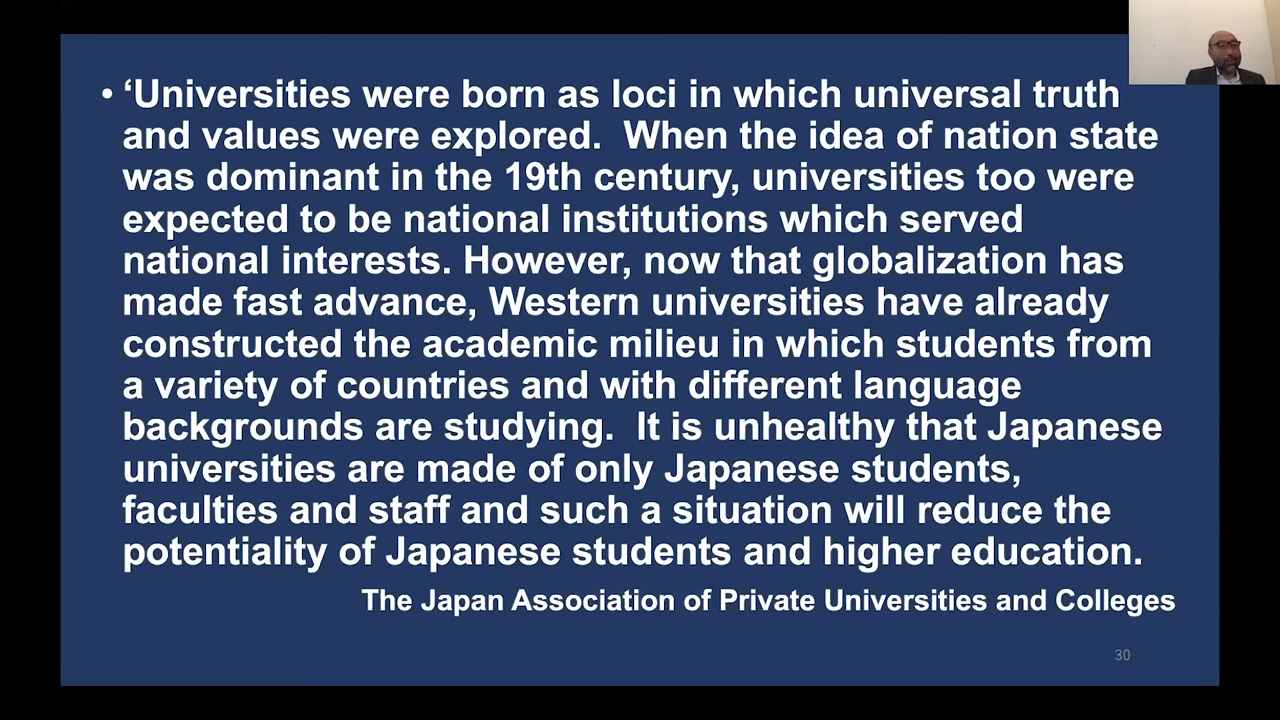 • ‘Universities were born as loci in which universal truth
and values were explored.  When the idea of nation state
was dominant in the 19th century, universities too were
expected to be national institutions which served
national interests. However, now that globalization has
made fast advance, Western universities have already
constructed the academic milieu in which students from
a variety of countries and with different language
backgrounds are studying.  It is unhealthy that Japanese
universities are made of only Japanese students,
faculties and staff and such a situation will reduce the
potentiality of Japanese students and higher education.
The Japan Association of Private Universities and Colleges
30